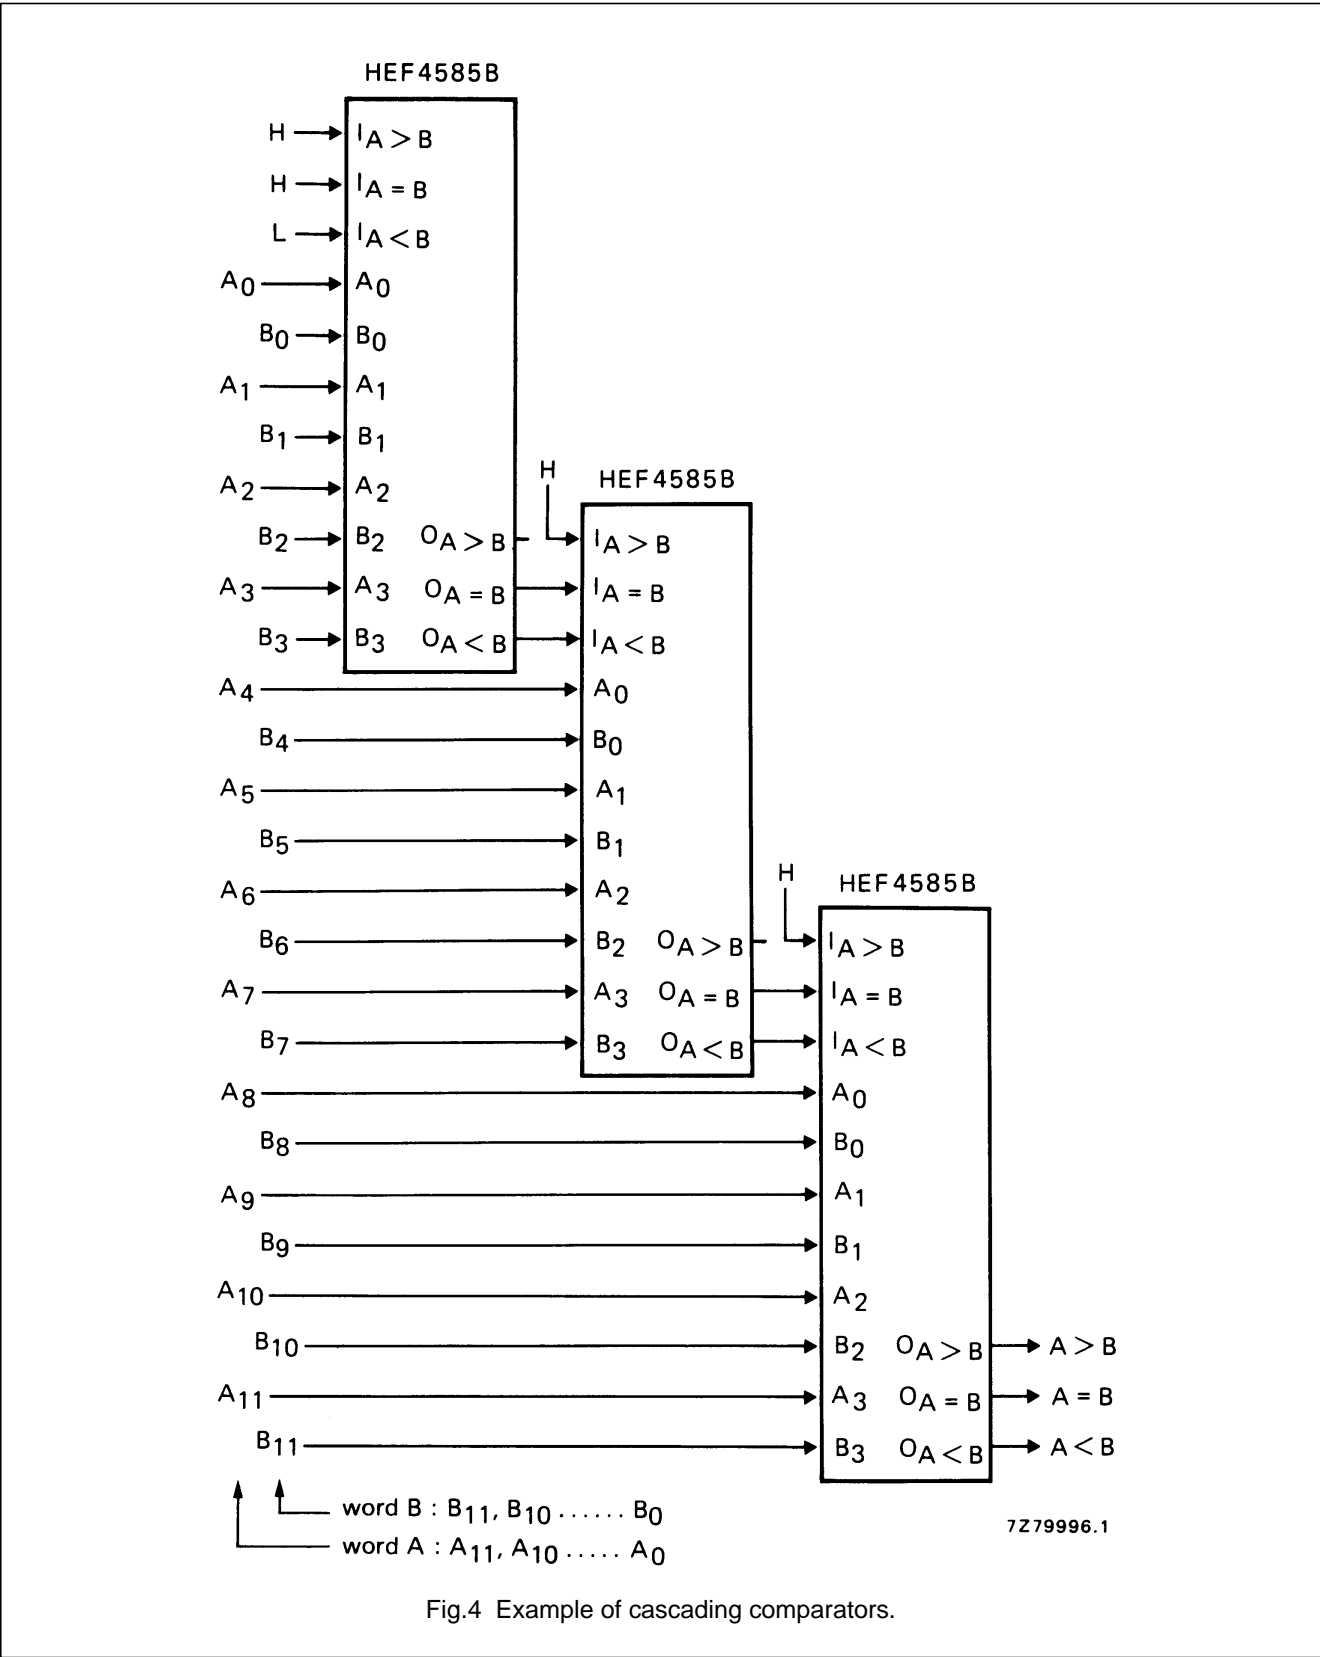 HEF4585B
H I A > B
H I A = B
L I A < B
A0 A0
B0 B0
A1 A1
B1 B1
A2 A2
H HEF4585B
B2 B2 O A > B I A > B
A3 A3 O A = B I A = B
B3 B3 O A < B I A < B
A4 A0
B4 B0
A5 A1
B5 B1
H HEF4585B
A6 A2
B6 B2 O A > B I A > B
A7 A3 O A = B I A = B
B7 B3 O A < B I A < B
A8 A0
B8 B0
A9 A1
B9 B1
A10 A2
B10 B2 O A > B A > B
A11 A3 O A = B A = B
B11 B3 O A < B A < B
word B : B11, B10 ...... B0
7Z79996.1
word A : A11, A10 ..... A0
Fig.4 Example of cascading comparators.